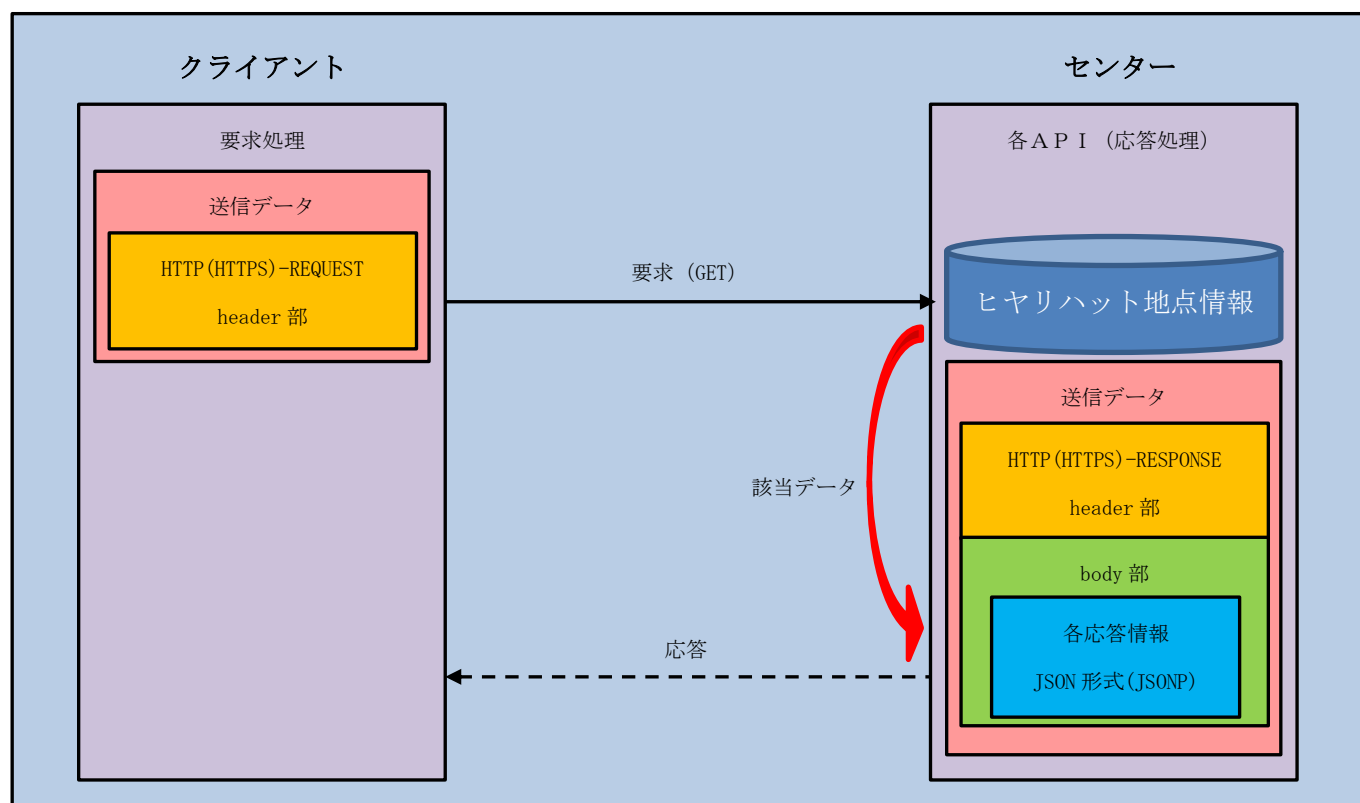 クライアント
要求処理
送信データ
HTTP(HTTPS)-REQUEST
header 部
要求 (GET)
該当データ
応答
センター
各ＡＰＩ (応答処理)
ヒヤリハット地点情報
送信データ
HTTP(HTTPS)-RESPONSE
header 部
body 部
各応答情報
JSON 形式(JSONP)